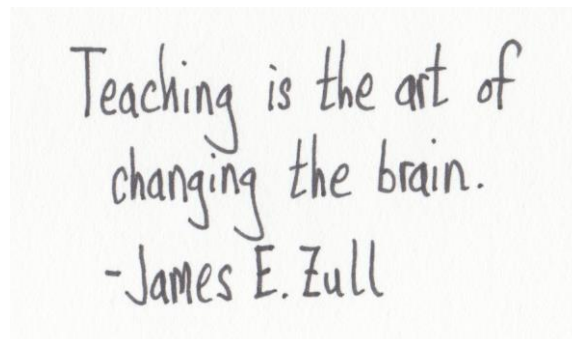 Teaching is the art of
changing the brain.
-James E. Zull